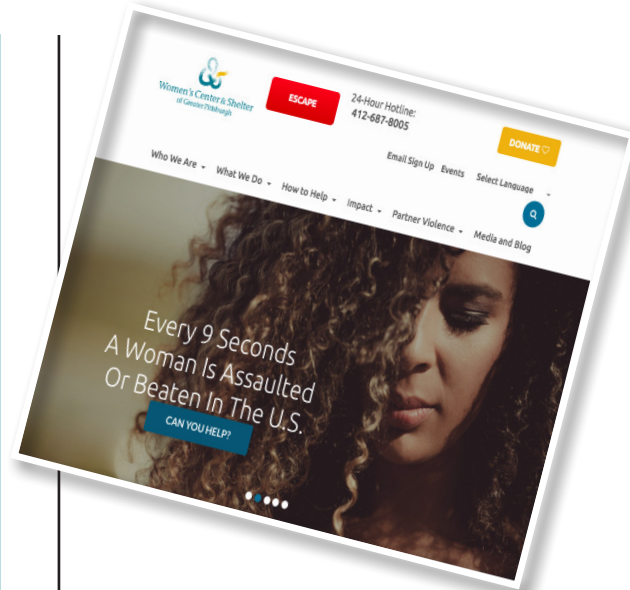 Women's Center & Shelter
of Greater Pittsburgh
ESCAPE
24-Hour Hotline:
412-687-8005
DONATE
Email Sign Up Events Select Language
Who We Are What We Do How to Help Impact Partner Violence Media and Blog
Every 9 Seconds
A Woman Is Assaulted
Or Beaten In The U.S.
CAN YOU HELP?